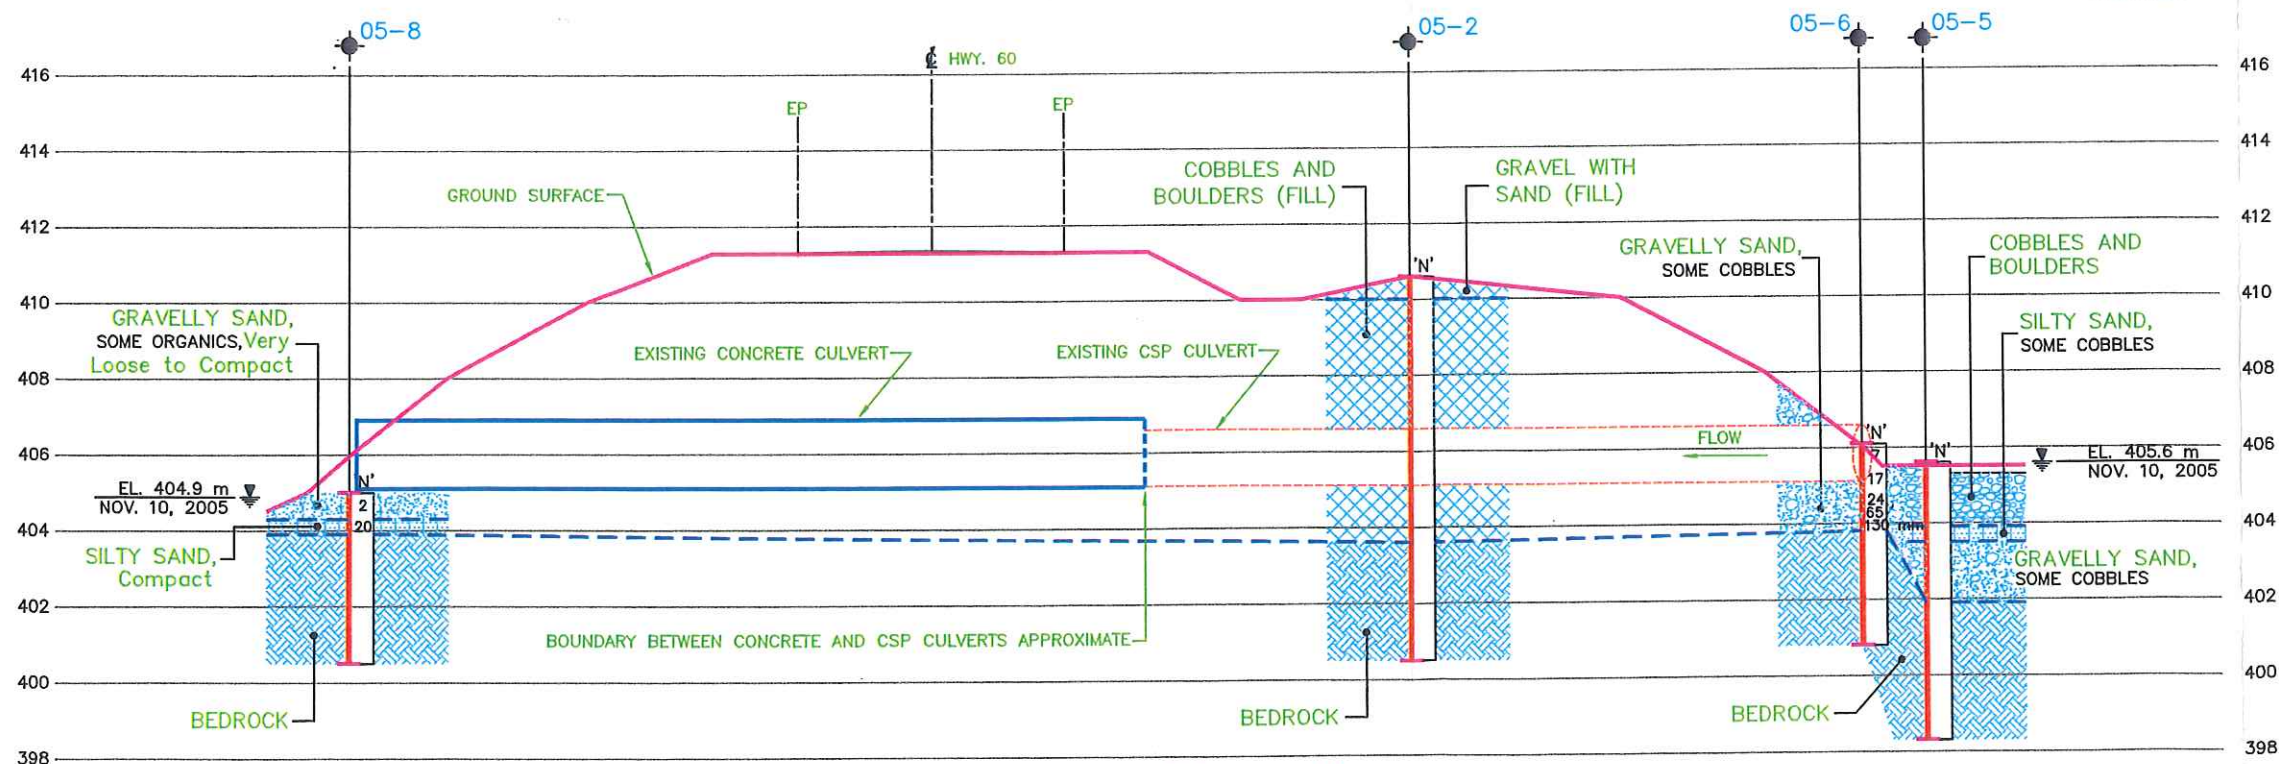 05-8
05-2
05-6
05-5
HWY. 60
416
416
EP
EP
414
414
COBBLES AND
BOULDERS (FILL)
GRAVEL WITH
SAND (FILL)
GROUND SURFACE
412
412
GRAVELLY SAND,
SOME COBBLES
COBBLES AND
BOULDERS
'N'
410
410
GRAVELLY SAND,
SOME ORGANICS, Very
Loose to Compact
SILTY SAND,
SOME COBBLES
EXISTING CONCRETE CULVERT
EXISTING CSP CULVERT
408
408
FLOW
'N'
406
406
'N'
7
EL. 405.6 m
NOV. 10, 2005
17
'N'
EL. 404.9 m
NOV. 10, 2005
2
24
65
20
130 mm
404
404
SILTY SAND,
Compact
GRAVELLY SAND,
SOME COBBLES
402
402
BOUNDARY BETWEEN CONCRETE AND CSP CULVERTS APPROXIMATE
400
400
BEDROCK
BEDROCK
BEDROCK
398
398